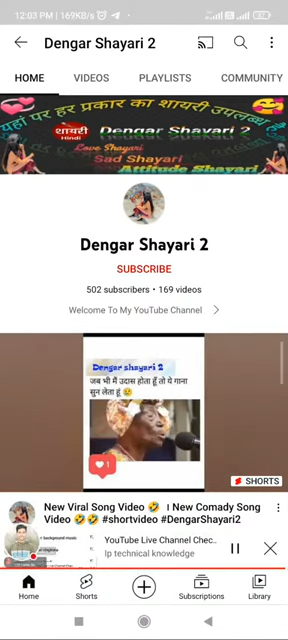 12:03 PM | 169KB/s
Dengar Shayari 2
HOME VIDEOS PLAYLISTS COMMUNITY
यहां पर हर प्रकार का शायरी उपलब्ध है
शायरी
Hindi
Dengar Shayari 2
Love Shayari
Sad Shayari
Attitude Shayari
Dengar Shayari 2
SUBSCRIBE
502 subscribers • 169 videos
Welcome To My YouTube Channel
Dengar shayari 2
जब भी मैं उदास होता हूँ तो ये गाना
सुन लेता हूं 😢
1
SHORTS
New Viral Song Video 🤣 । New Comady Song
Video 🤣🤣 #shortvideo #DengarShayari2
YouTube Live Channel Chec..
lp technical knowledge
Home Shorts Subscriptions Library